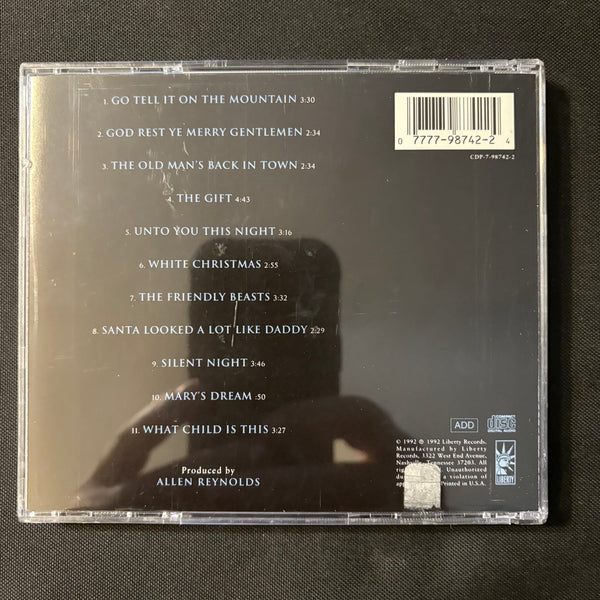 1. GO TELL IT ON THE MOUNTAIN 3:30
2. GOD REST YE MERRY GENTLEMEN 2:34
3. THE OLD MAN'S BACK IN TOWN 2:34
4. THE GIFT 4:43
5. UNTO YOU THIS NIGHT 3:16
6. WHITE CHRISTMAS 2:55
7. THE FRIENDLY BEASTS 3:32
8. SANTA LOOKED A LOT LIKE DADDY 2:29
9. SILENT NIGHT 3:46
10. MARY'S DREAM :50
11. WHAT CHILD IS THIS 3:27
Produced by
ALLEN REYNOLDS
0 7777-98742-2 4
CDP-7-98742-2
ADD
COMPACT
disc
DIGITAL AUDIO
© 1992 ℗ 1992 Liberty Records,
Manufactured by Liberty
Records, 3322 West End Avenue,
Nashville, Tennessee 37203. All
Unauthorized
a violation of
Printed in U.S.A.
LIBERTY